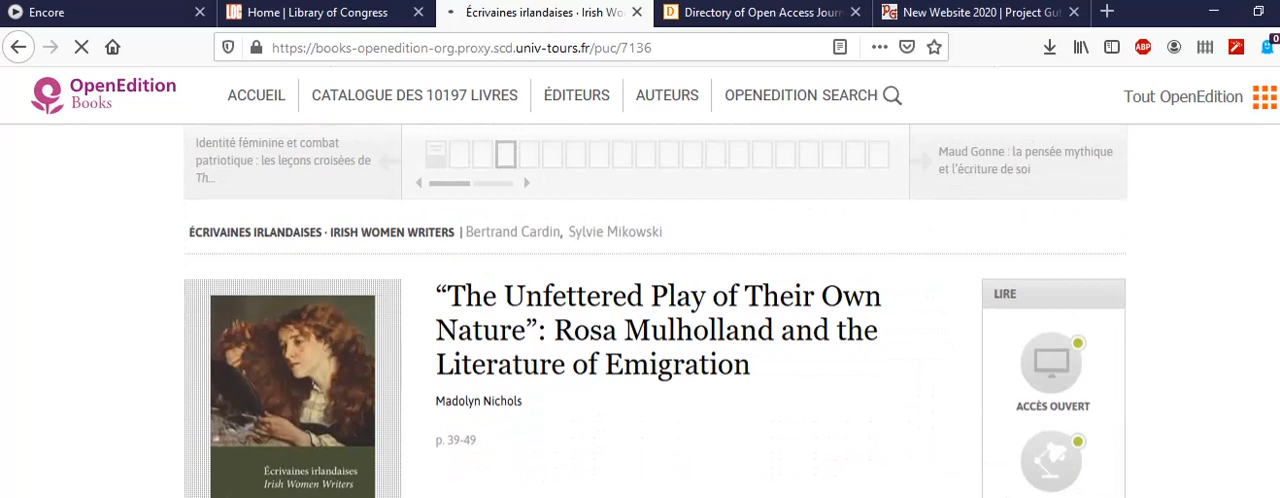 Encore
Home | Library of Congress
Écrivaines irlandaises · Irish Wo
Directory of Open Access Journ
New Website 2020 | Project Gut
https://books-openedition-org.proxy.scd.univ-tours.fr/puc/7136
ABP
0
OpenEdition
Books
ACCUEIL
CATALOGUE DES 10197 LIVRES
ÉDITEURS
AUTEURS
OPENEDITION SEARCH
Tout OpenEdition
Identité féminine et combat
patriotique : les leçons croisées de
Th...
Maud Gonne : la pensée mythique
et l'écriture de soi
ÉCRIVAINES IRLANDAISES · IRISH WOMEN WRITERS | Bertrand Cardin, Sylvie Mikowski
“The Unfettered Play of Their Own
Nature”: Rosa Mulholland and the
Literature of Emigration
Madolyn Nichols
p. 39-49
LIRE
ACCÈS OUVERT
Écrivaines irlandaises
Irish Women Writers